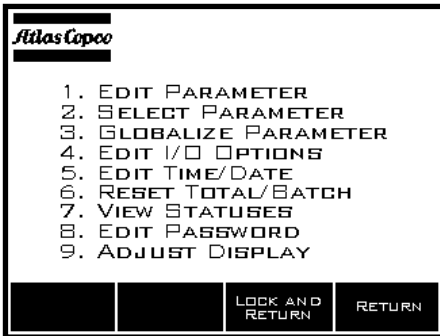 Atlas Copco
1. Edit Parameter
2. Select Parameter
3. Globalize Parameter
4. Edit I/O Options
5. Edit Time/Date
6. Reset Total/Batch
7. View Statuses
8. Edit Password
9. Adjust Display
Lock and
Return
Return